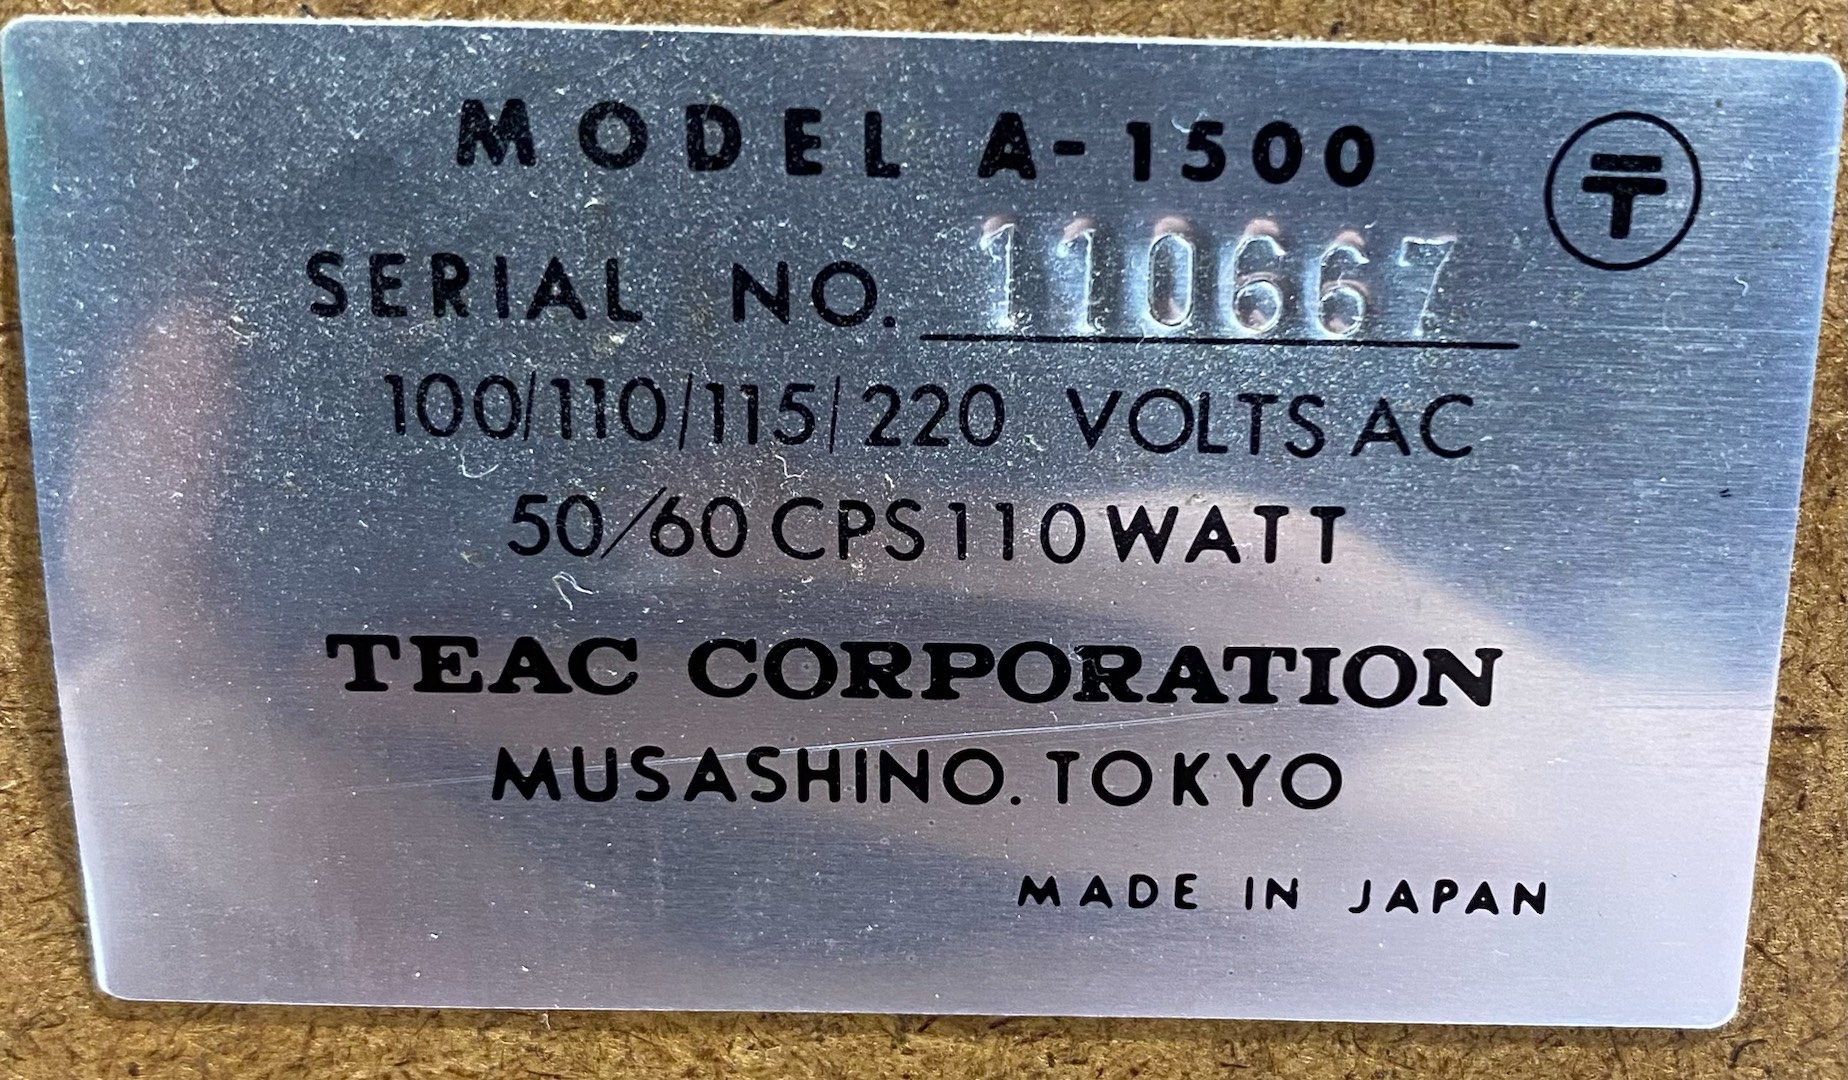 MODEL A-1500
〒
SERIAL NO. 110667
100/110/115/220 VOLTS AC
50/60 CPS 110 WATT
TEAC CORPORATION
MUSASHINO. TOKYO
MADE IN JAPAN